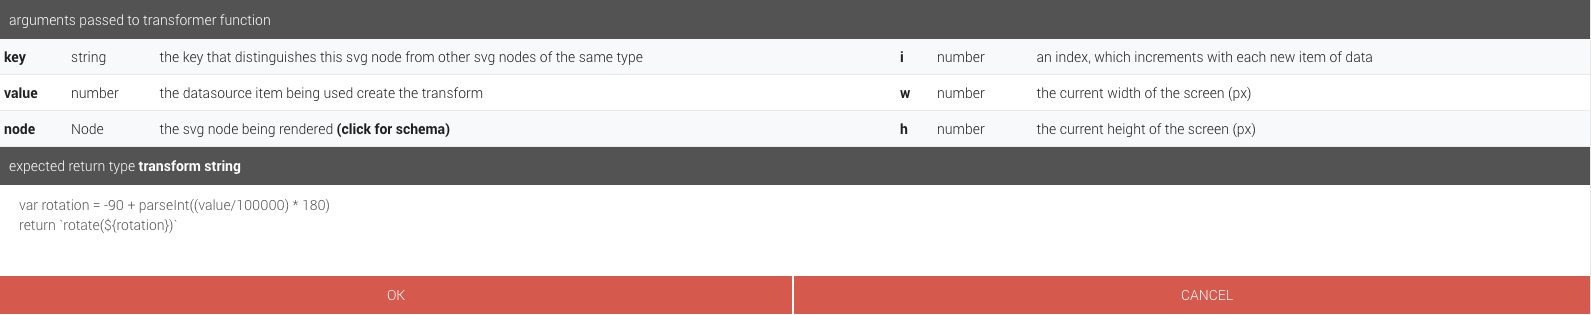 arguments passed to transformer function
key string the key that distinguishes this svg node from other svg nodes of the same type i number an index, which increments with each new item of data
value number the datasource item being used create the transform w number the current width of the screen (px)
node Node the svg node being rendered (click for schema) h number the current height of the screen (px)
expected return type transform string
var rotation = -90 + parseInt((value/100000) * 180)
return `rotate(${rotation})`
OK CANCEL